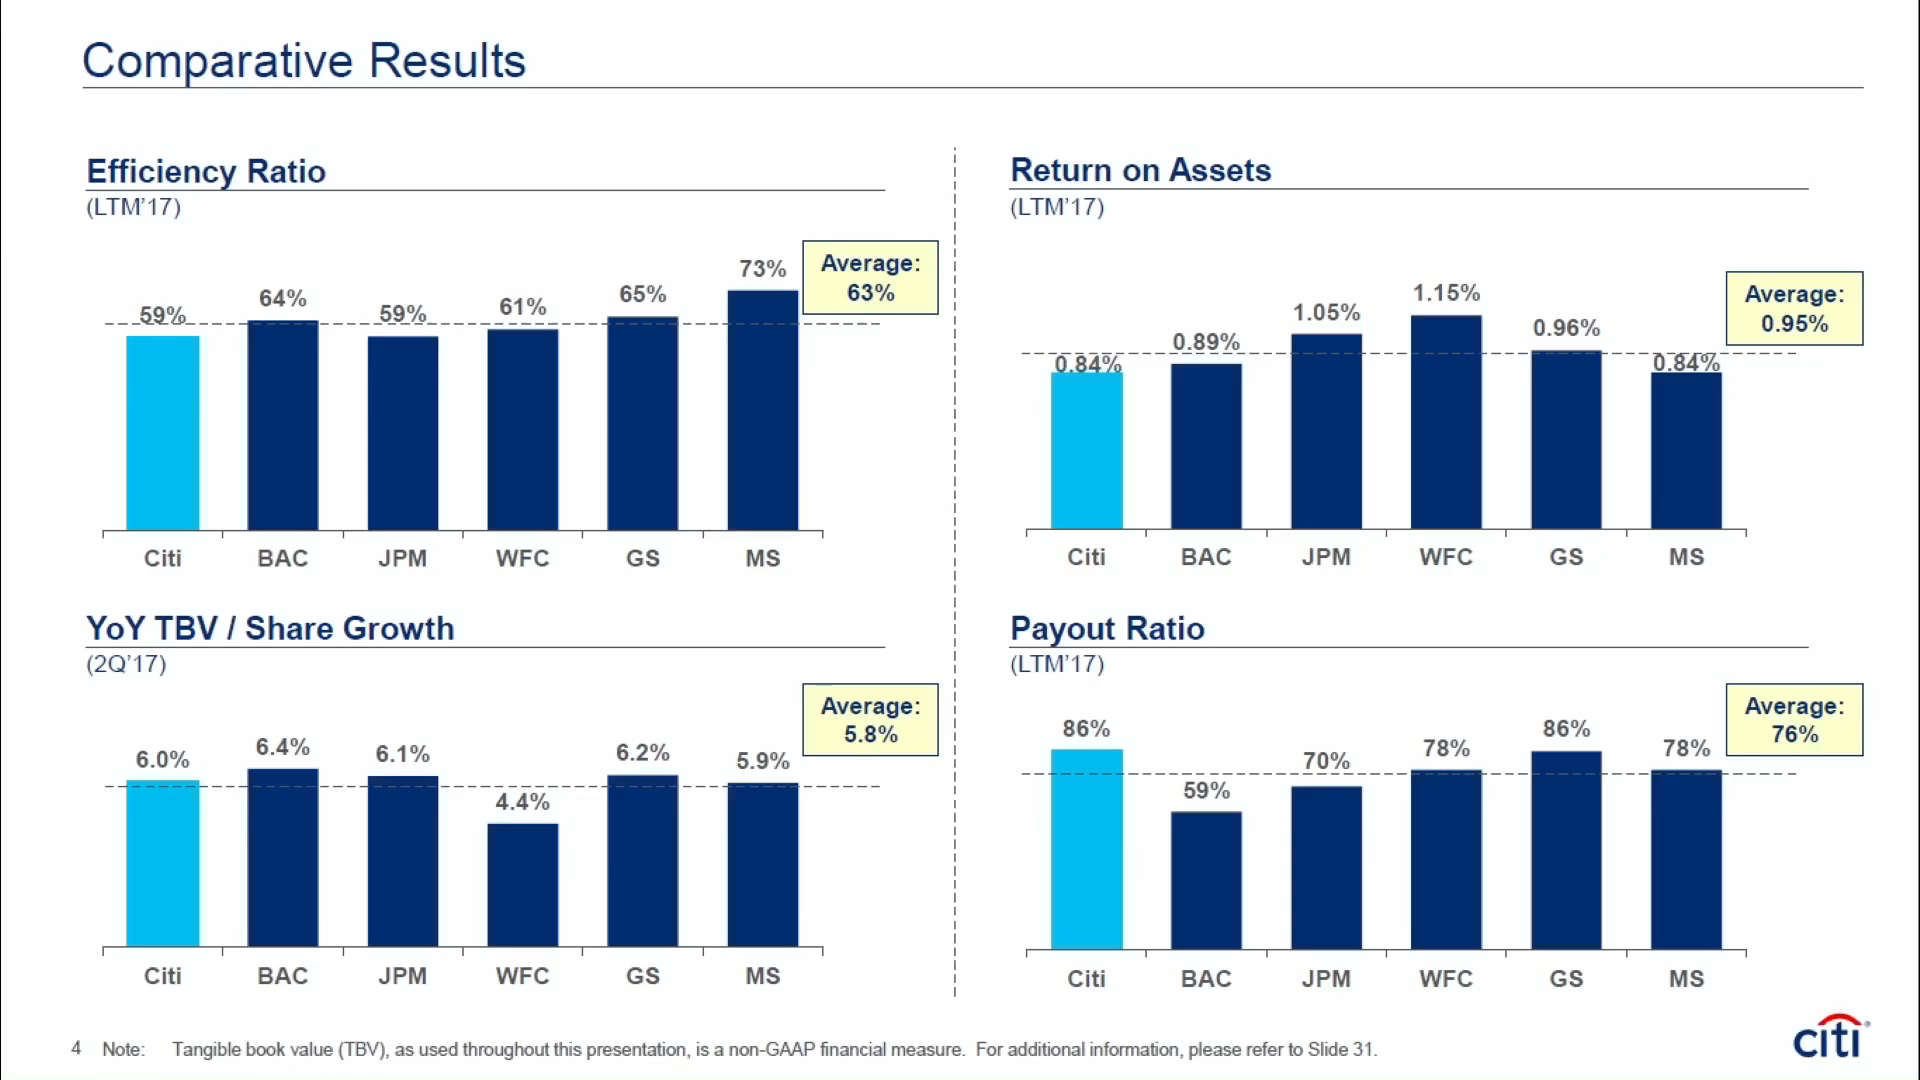 Comparative Results
Efficiency Ratio
(LTM'17)
59%
64%
59%
61%
65%
73%
Average:
63%
Citi
BAC
JPM
WFC
GS
MS
Return on Assets
(LTM'17)
0.84%
0.89%
1.05%
1.15%
0.96%
0.84%
Average:
0.95%
Citi
BAC
JPM
WFC
GS
MS
YoY TBV / Share Growth
(2Q'17)
6.0%
6.4%
6.1%
4.4%
6.2%
5.9%
Average:
5.8%
Citi
BAC
JPM
WFC
GS
MS
Payout Ratio
(LTM'17)
86%
59%
70%
78%
86%
78%
Average:
76%
Citi
BAC
JPM
WFC
GS
MS
4 Note: Tangible book value (TBV), as used throughout this presentation, is a non-GAAP financial measure. For additional information, please refer to Slide 31.
citi®